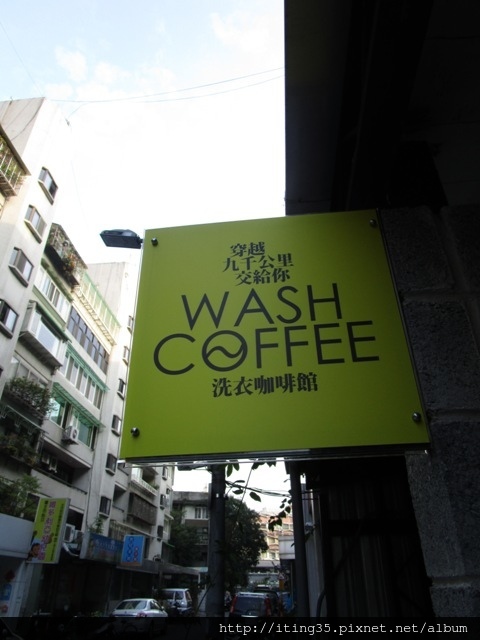 穿越
九千公里
交給你
WASH
COFFEE
洗衣咖啡館
http://iting35.pixnet.net/album